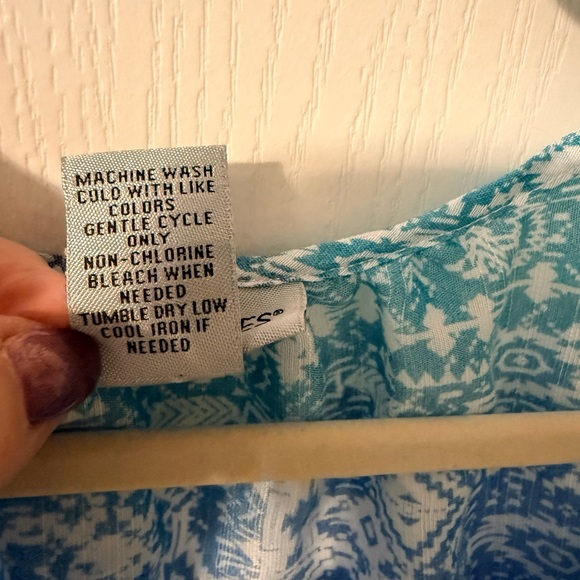 MACHINE WASH
COLD WITH LIKE
COLORS
GENTLE CYCLE
ONLY
NON-CHLORINE
BLEACH WHEN
NEEDED
TUMBLE DRY LOW
COOL IRON IF
NEEDED
ES®